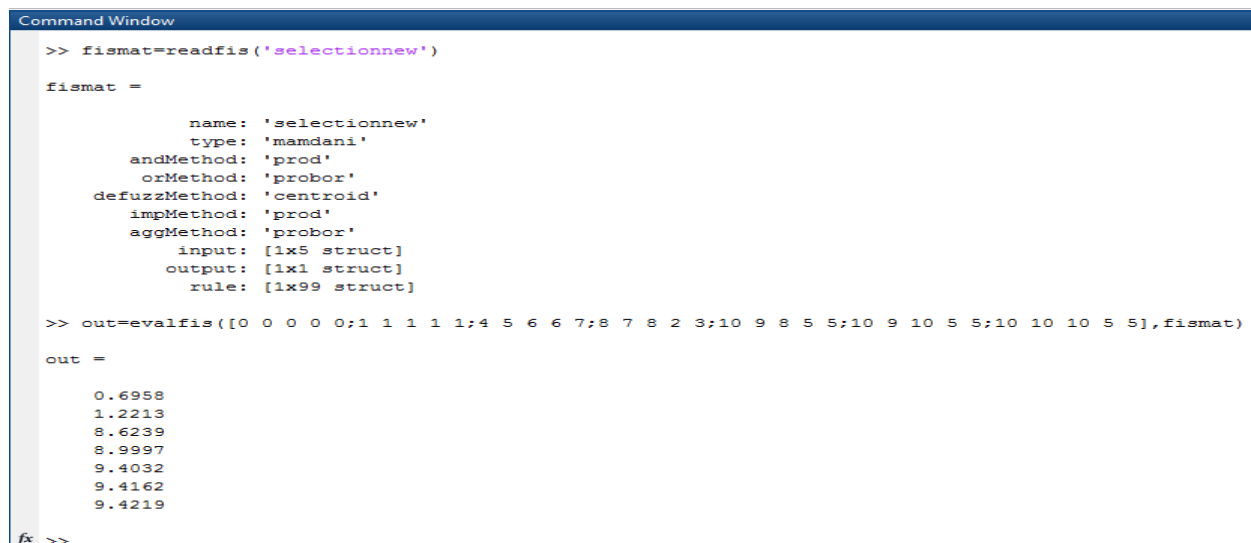 Command Window
>> fismat=readfis('selectionnew')
fismat =
name: 'selectionnew'
type: 'mamdani'
andMethod: 'prod'
orMethod: 'probor'
defuzzMethod: 'centroid'
impMethod: 'prod'
aggMethod: 'probor'
input: [1x5 struct]
output: [1x1 struct]
rule: [1x99 struct]
>> out=evalfis([0 0 0 0 0;1 1 1 1 1;4 5 6 6 7;8 7 8 2 3;10 9 8 5 5;10 9 10 5 5;10 10 10 5 5],fismat)
out =
0.6958
1.2213
8.6239
8.9997
9.4032
9.4162
9.4219
fx >>